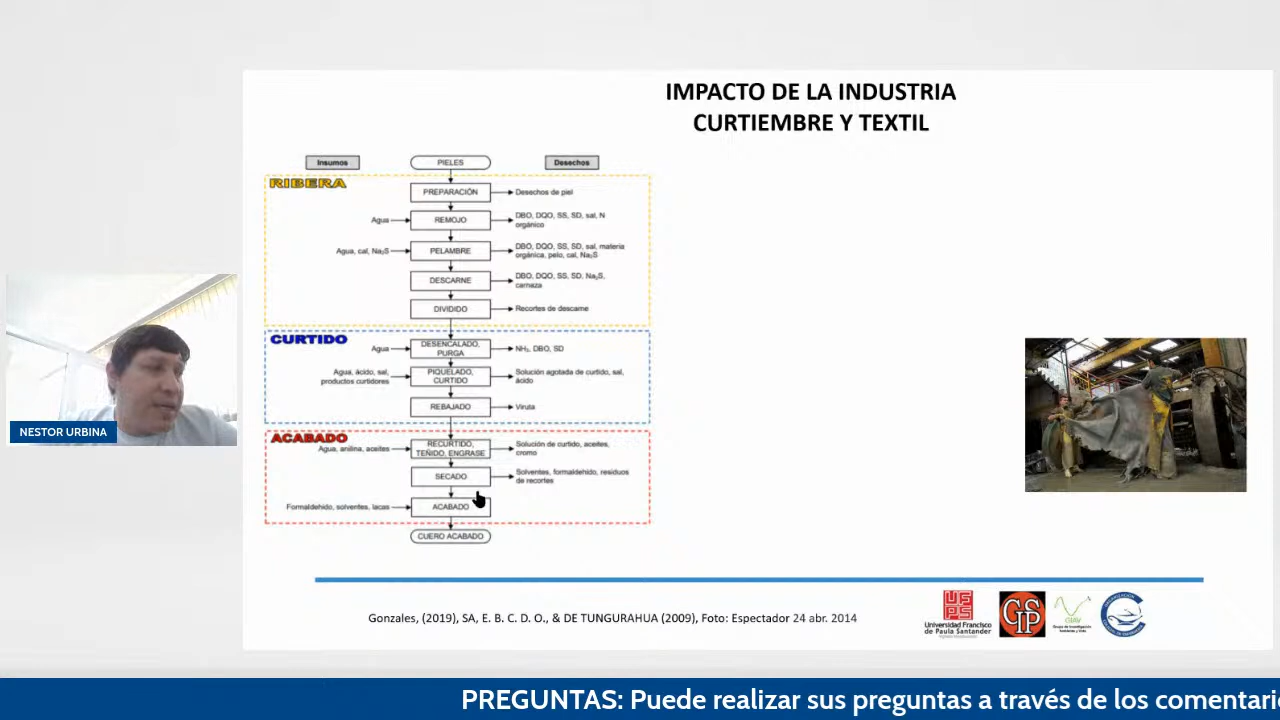 IMPACTO DE LA INDUSTRIA
CURTIEMBRE Y TEXTIL
Insumos
PIELES
Desechos
RIBERA
PREPARACIÓN
Desechos de piel
Agua
REMOJO
DBO, DQO, SS, SD, sal, N
orgánico
Agua, cal, Na₂S
PELAMBRE
DBO, DQO, SS, SD, sal, materia
orgánica, pelo, cal, Na₂S
DESCARNE
DBO, DQO, SS, SD, Na₂S,
carnaza
DIVIDIDO
Recortes de descarne
CURTIDO
Agua
DESENCALADO,
PURGA
NH₃, DBO, SD
Agua, ácido, sal,
productos curtidores
PIQUELADO,
CURTIDO
Solución agotada de curtido, sal,
ácido
REBAJADO
Viruta
ACABADO
Agua, anilina, aceites
RECURTIDO,
TEÑIDO, ENGRASE
Solución de curtido, aceites,
cromo
SECADO
Solventes, formaldehido, residuos
de recortes
Formaldehido, solventes, lacas
ACABADO
CUERO ACABADO
NESTOR URBINA
Gonzales, (2019), SA, E. B. C. D. O., & DE TUNGURAHUA (2009), Foto: Espectador 24 abr. 2014
UFPS
Universidad Francisco
de Paula Santander
GIS
GIAV
PREGUNTAS: Puede realizar sus preguntas a través de los comentari